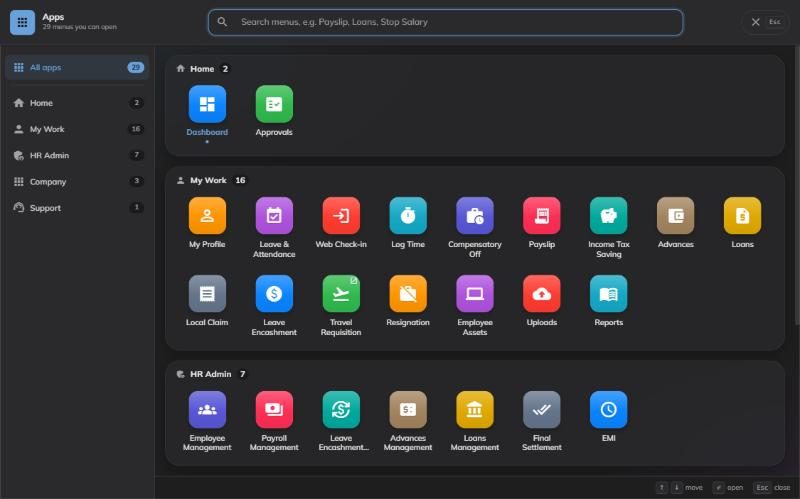 Apps
29 menus you can open
Search menus, e.g. Payslip, Loans, Stop Salary
Esc
All apps 29
Home 2
My Work 16
HR Admin 7
Company 3
Support 1
Home 2
Dashboard
Approvals
My Work 16
My Profile
Leave &
Attendance
Web Check-in
Log Time
Compensatory
Off
Payslip
Income Tax
Saving
Advances
Loans
Local Claim
Leave
Encashment
Travel
Requisition
Resignation
Employee
Assets
Uploads
Reports
HR Admin 7
Employee
Management
Payroll
Management
Leave
Encashment...
Advances
Management
Loans
Management
Final
Settlement
EMI
↑ ↓ move
open
Esc close